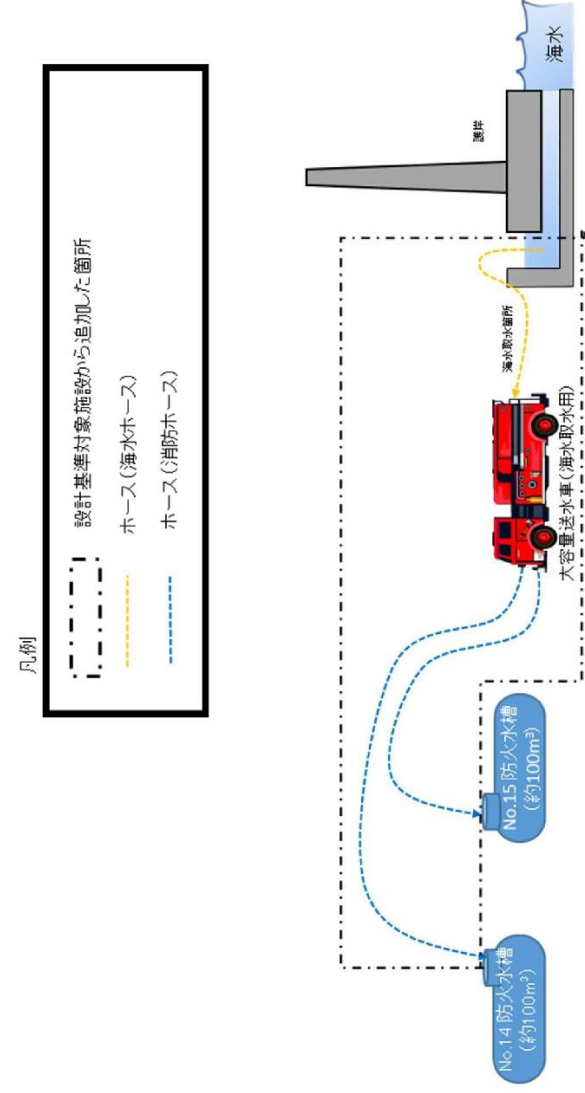 凡例
設計基準対象施設から追加した箇所
ホース(海水ホース)
ホース(消防ホース)
No.14 防火水槽
(約100m³)
No.15 防火水槽
(約100m³)
大容量送水車(海水取水用)
海水取水箇所
護岸
海水